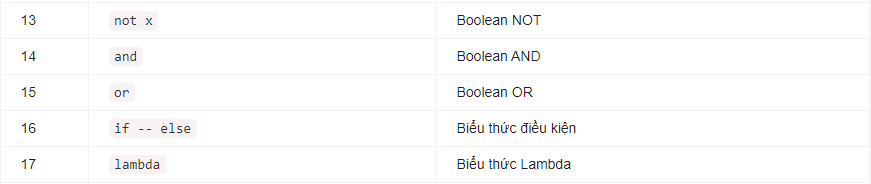 13 not x Boolean NOT
14 and Boolean AND
15 or Boolean OR
16 if -- else Biểu thức điều kiện
17 lambda Biểu thức Lambda